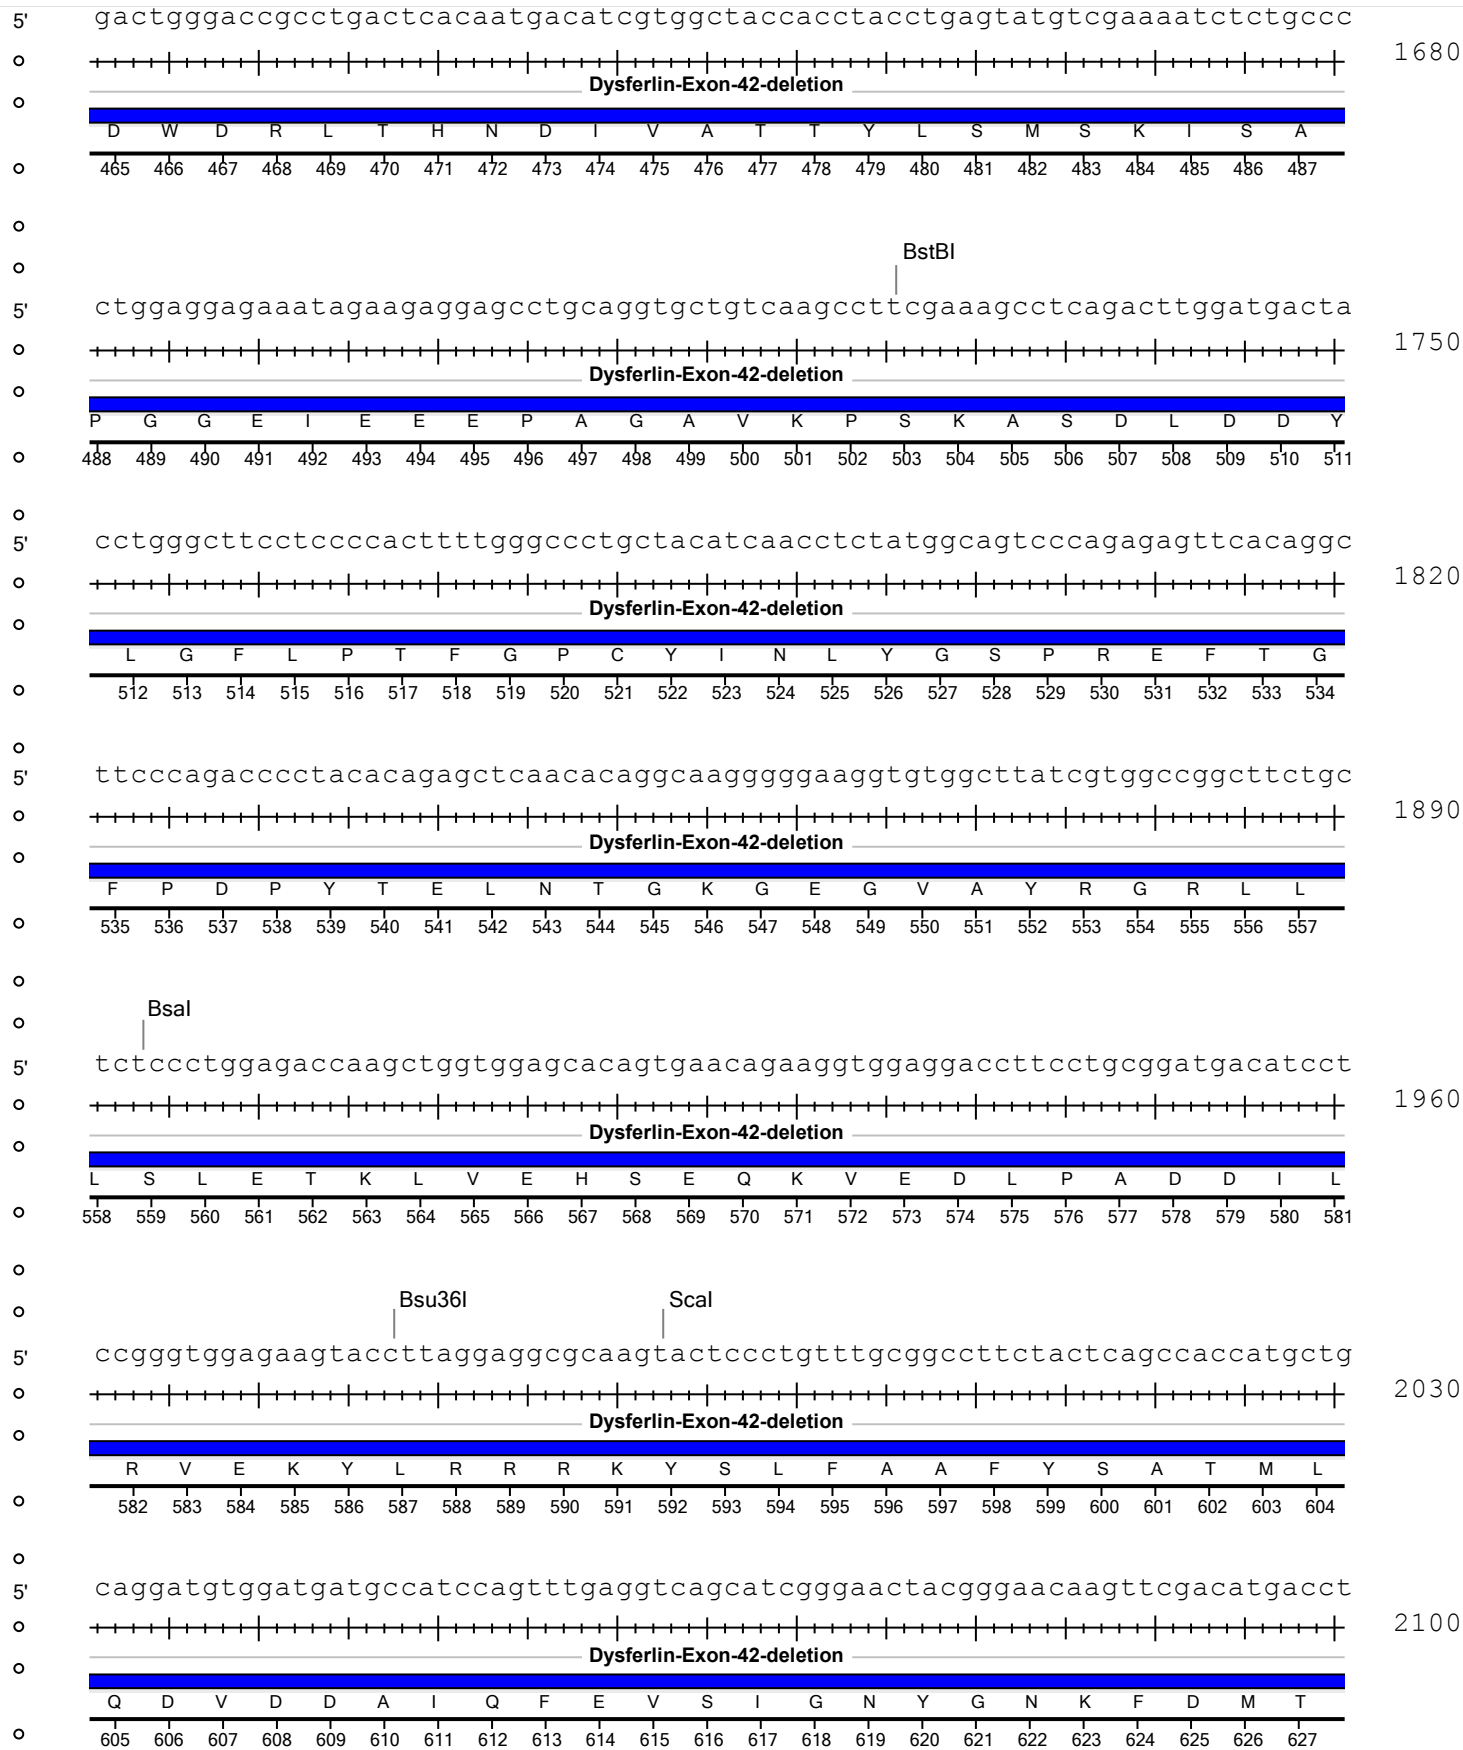 5' gactgggaccgcctgactcacaatgacatcgtggctaccacctacctgagtatgtcgaaaatctctgccc
1680
Dysferlin-Exon-42-deletion
D W D R L T H N D I V A T T Y L S M S K I S A
465 466 467 468 469 470 471 472 473 474 475 476 477 478 479 480 481 482 483 484 485 486 487
BstBI
5' ctggaggagaaatagaagaggagcctgcaggtgctgtcaagccttcgaaagcctcagacttggatgacta
1750
Dysferlin-Exon-42-deletion
P G G E I E E E P A G A V K P S K A S D L D D Y
488 489 490 491 492 493 494 495 496 497 498 499 500 501 502 503 504 505 506 507 508 509 510 511
5' cctgggcttcctccccacttttgggccctgctacatcaacctctatggcagtcccagagagttcacaggc
1820
Dysferlin-Exon-42-deletion
L G F L P T F G P C Y I N L Y G S P R E F T G
512 513 514 515 516 517 518 519 520 521 522 523 524 525 526 527 528 529 530 531 532 533 534
5' ttcccagacccctacacagagctcaacacaggcaagggggaaggtgtggcttatcgtggccggcttctgc
1890
Dysferlin-Exon-42-deletion
F P D P Y T E L N T G K G E G V A Y R G R L L
535 536 537 538 539 540 541 542 543 544 545 546 547 548 549 550 551 552 553 554 555 556 557
BsaI
5' tctccctggagaccaagctggtggagcacagtgaacagaaggtggaggaccttcctgcggatgacatcct
1960
Dysferlin-Exon-42-deletion
L S L E T K L V E H S E Q K V E D L P A D D I L
558 559 560 561 562 563 564 565 566 567 568 569 570 571 572 573 574 575 576 577 578 579 580 581
Bsu36I ScaI
5' ccgggtggagaagtaccttaggaggcgcaagtactccctgtttgcggccttctactcagccaccatgctg
2030
Dysferlin-Exon-42-deletion
R V E K Y L R R R K Y S L F A A F Y S A T M L
582 583 584 585 586 587 588 589 590 591 592 593 594 595 596 597 598 599 600 601 602 603 604
5' caggatgtggatgatgccatccagtttgaggtcagcatcgggaactacgggaacaagttcgacatgacct
2100
Dysferlin-Exon-42-deletion
Q D V D D A I Q F E V S I G N Y G N K F D M T
605 606 607 608 609 610 611 612 613 614 615 616 617 618 619 620 621 622 623 624 625 626 627